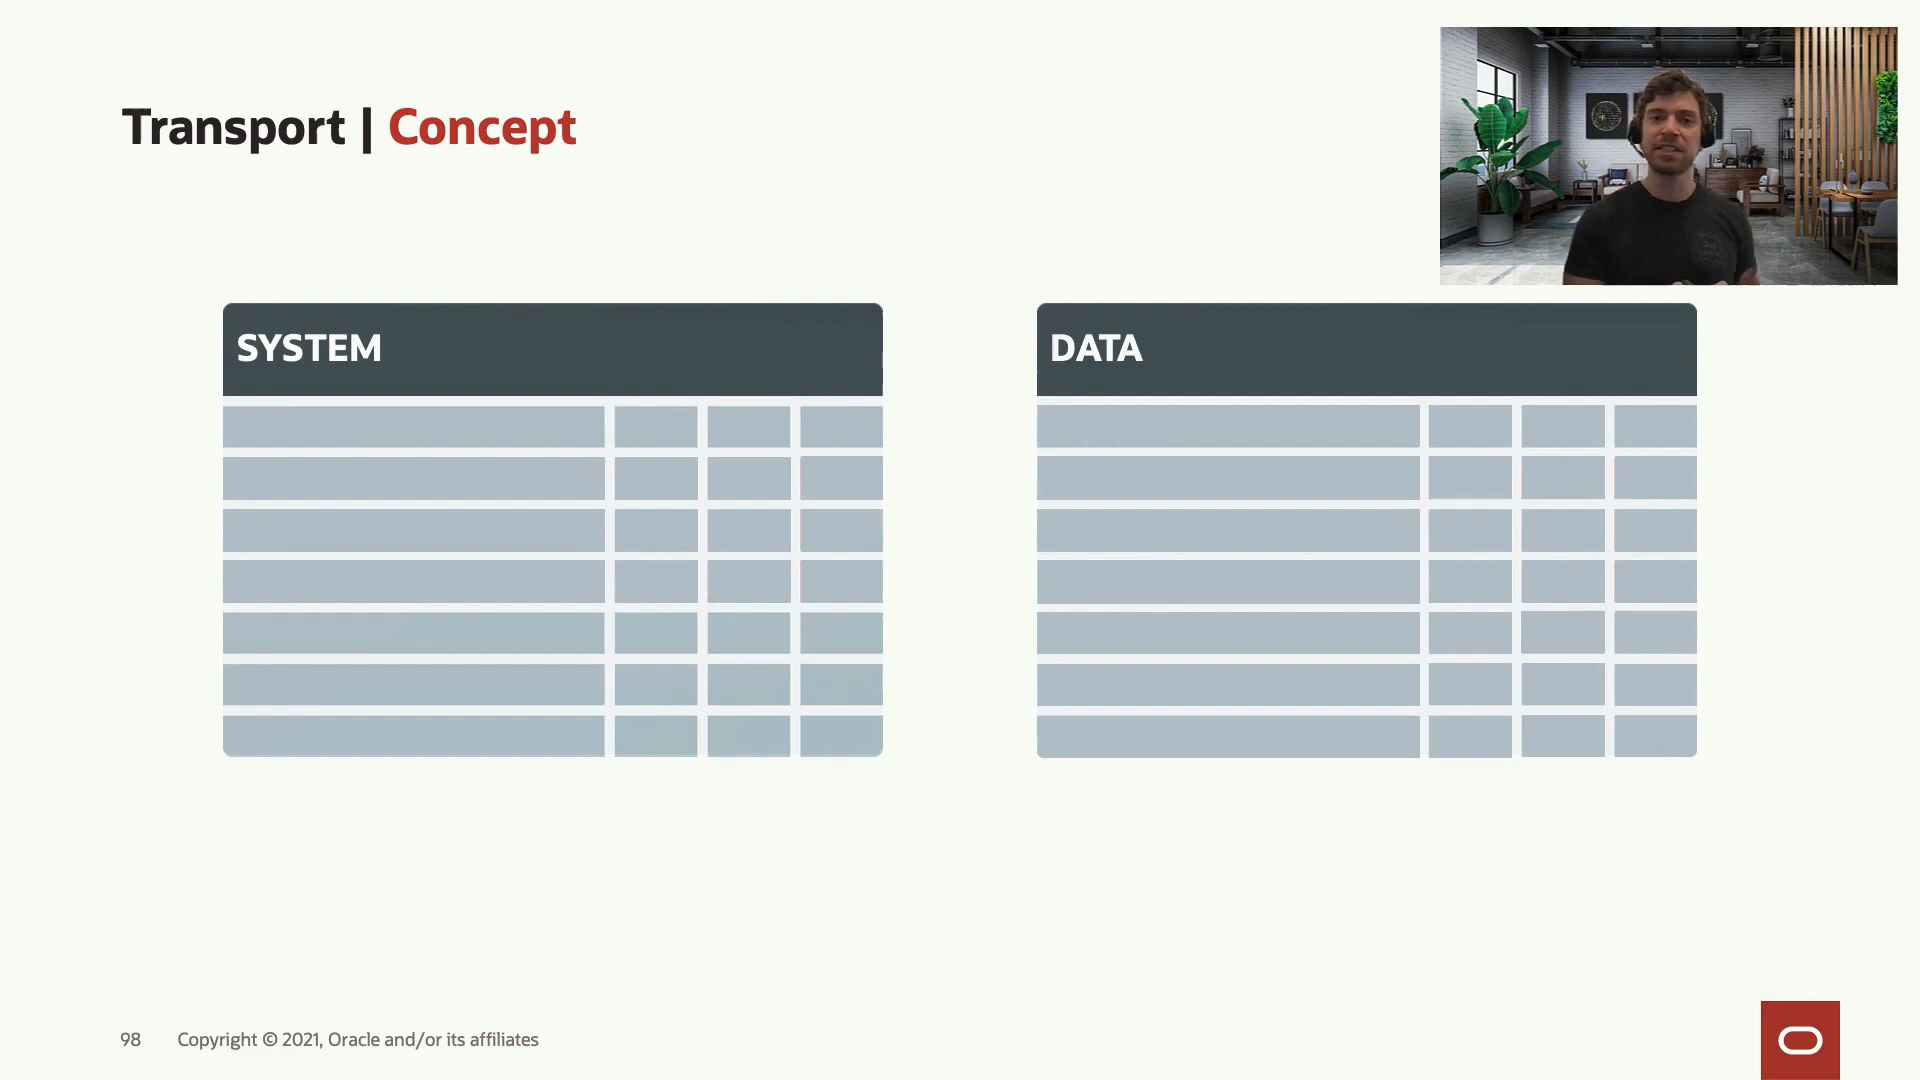 Transport | Concept
SYSTEM
DATA
98
Copyright © 2021, Oracle and/or its affiliates